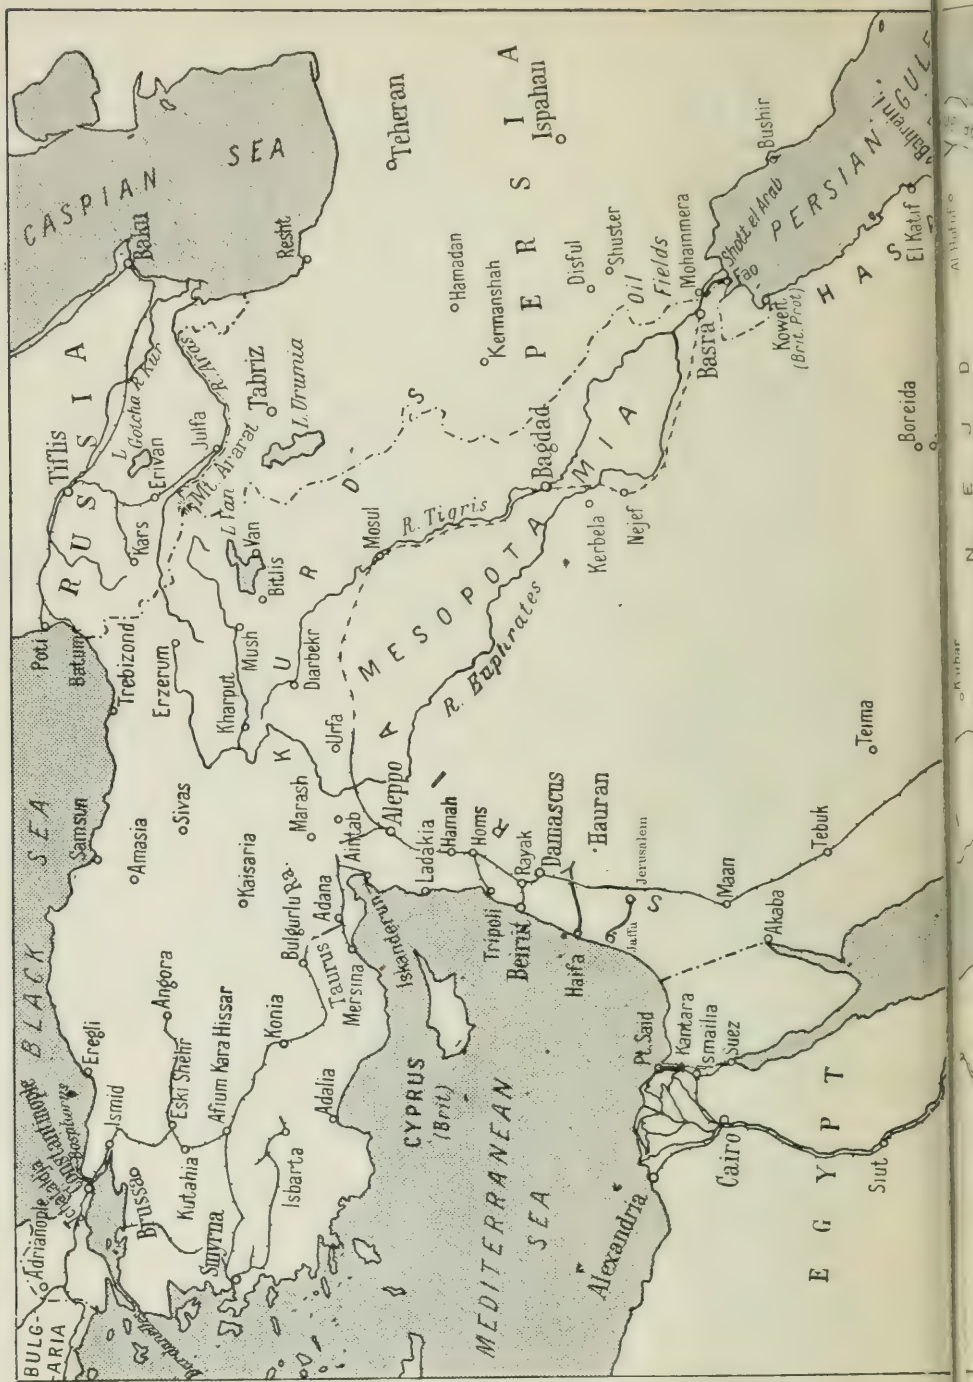 BULG-
ARIA
Adrianople
Tchataldja
Constantinople
Bosphorus
Dardanelles
BLACK SEA
Eregli
Ismid
Brussa
Eski Shehr
Angora
Kutahia
Afium Kara Hissar
Smyrna
Isbarta
Konia
Adalia
Samsun
Amasia
Sivas
Kaisaria
Bulgurlu
Taurus
Adana
Mersina
Marash
Aintab
Iskanderun
Urfa
Trebizond
Batum
Poti
Erzerum
Kharput
Mush
Diarbekr
Bitlis
Van
L. Van
RUSSIA
Tiflis
Kars
Erivan
L. Gotcha
R. Kur
Mt. Ararat
Julfa
R. Aras
Tabriz
L. Urumia
KURDS
Baku
CASPIAN
SEA
Resht
Teheran
PERSIA
Ispahan
Hamadan
Kermanshah
Disful
Shuster
Oil
Fields
Mohammera
Mosul
R. Tigris
Bagdad
MESOPOTAMIA
R. Euphrates
Kerbela
Nejef
Basra
Shatt el Arab
Fao
Koweit
(Brit. Prot)
Bushir
PERSIAN GULF
Bahrein I.
El Katif
HAS
Boreida
NEJD
Aleppo
Ladakia
Hamah
Homs
Tripoli
Rayak
Beirut
Damascus
Hauran
Haifa
Jaffa
Jerusalem
Maan
Akaba
Tebuk
Teima
CYPRUS
(Brit)
MEDITERRANEAN
SEA
Pt. Said
Kantara
Ismailia
Suez
Alexandria
Cairo
Siut
EGYPT